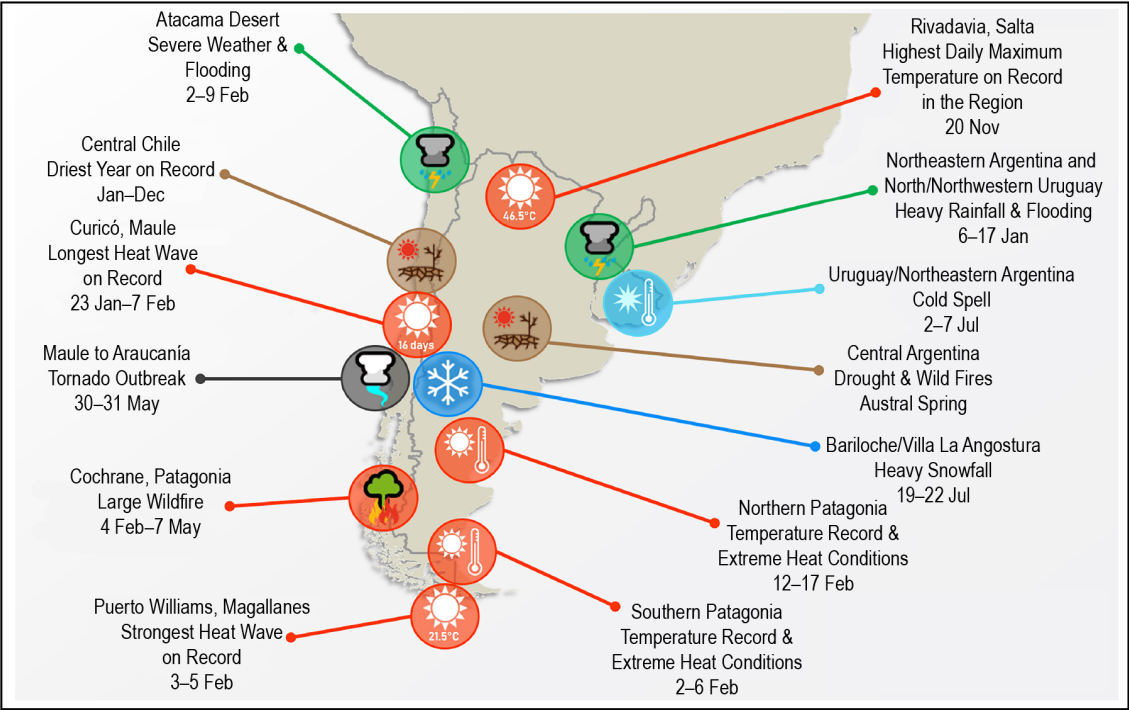 Atacama Desert
Severe Weather &
Flooding
2–9 Feb
Central Chile
Driest Year on Record
Jan–Dec
Curicó, Maule
Longest Heat Wave
on Record
23 Jan–7 Feb
Maule to Araucanía
Tornado Outbreak
30–31 May
Cochrane, Patagonia
Large Wildfire
4 Feb–7 May
Puerto Williams, Magallanes
Strongest Heat Wave
on Record
3–5 Feb
46.5°C
16 days
21.5°C
Rivadavia, Salta
Highest Daily Maximum
Temperature on Record
in the Region
20 Nov
Northeastern Argentina and
North/Northwestern Uruguay
Heavy Rainfall & Flooding
6–17 Jan
Uruguay/Northeastern Argentina
Cold Spell
2–7 Jul
Central Argentina
Drought & Wild Fires
Austral Spring
Bariloche/Villa La Angostura
Heavy Snowfall
19–22 Jul
Northern Patagonia
Temperature Record &
Extreme Heat Conditions
12–17 Feb
Southern Patagonia
Temperature Record &
Extreme Heat Conditions
2–6 Feb